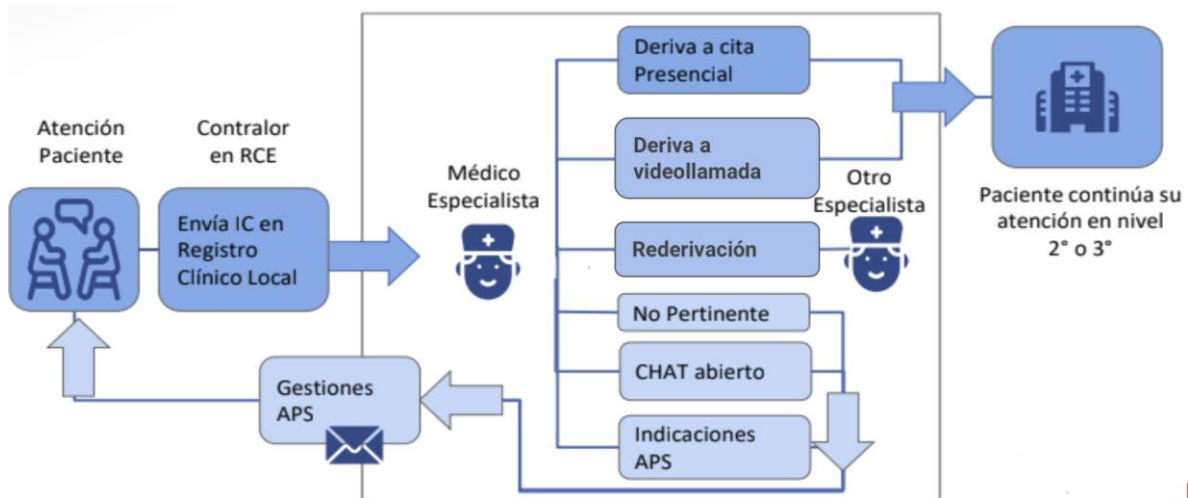 Atención
Paciente
Contralor
en RCE
Envía IC en
Registro
Clínico Local
Médico
Especialista
Deriva a cita
Presencial
Deriva a
videollamada
Rederivación
Otro
Especialista
No Pertinente
CHAT abierto
Indicaciones
APS
Gestiones
APS
Paciente continúa su
atención en nivel
2° o 3°